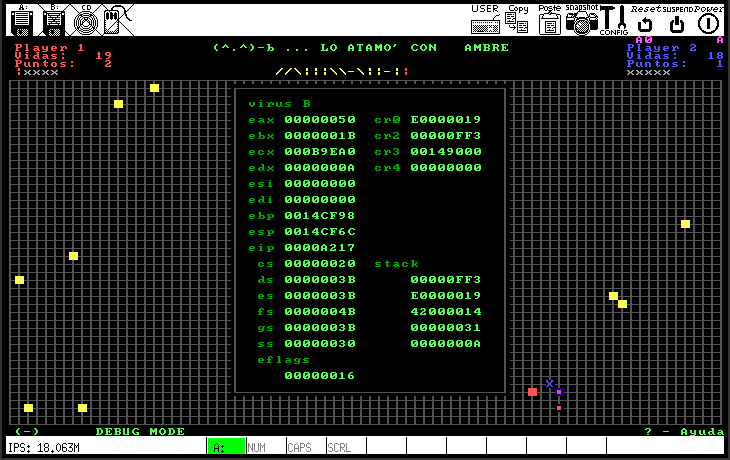 A: B: CD USER Copy Paste snapshot Reset SUSPEND Power
CONFIG
A0 A
Player 1 (^.^)-b ... LO ATAMO' CON AMBRE Player 2
Vidas: 19 Vidas: 18
Puntos: 2 Puntos: 1
xxxx //\¦¦¦\\-\¦¦-¦¦ xxxxx
virus B
eax 00000050 cr0 E0000019
ebx 0000001B cr2 00000FF3
ecx 000B9EA0 cr3 00149000
edx 0000000A cr4 00000000
esi 00000000
edi 00000000
ebp 0014CF98
esp 0014CF6C
eip 0000A217
cs 00000020 stack
ds 0000003B 00000FF3
es 0000003B E0000019
fs 0000004B 42000014
gs 0000003B 00000031
ss 00000030 0000000A
eflags
00000016
X
(-) DEBUG MODE ? - Ayuda
IPS: 18.063M A: NUM CAPS SCRL